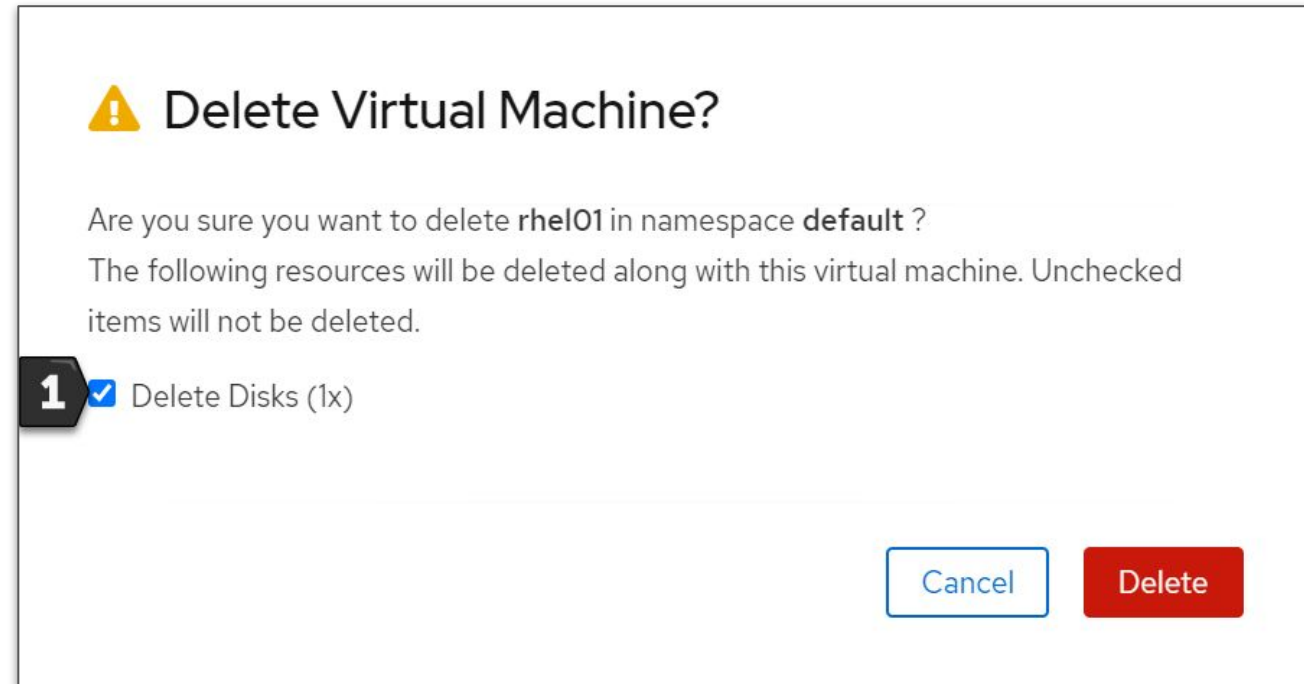 Delete Virtual Machine?
Are you sure you want to delete rhel01 in namespace default ?
The following resources will be deleted along with this virtual machine. Unchecked
items will not be deleted.
1
Delete Disks (1x)
Cancel
Delete